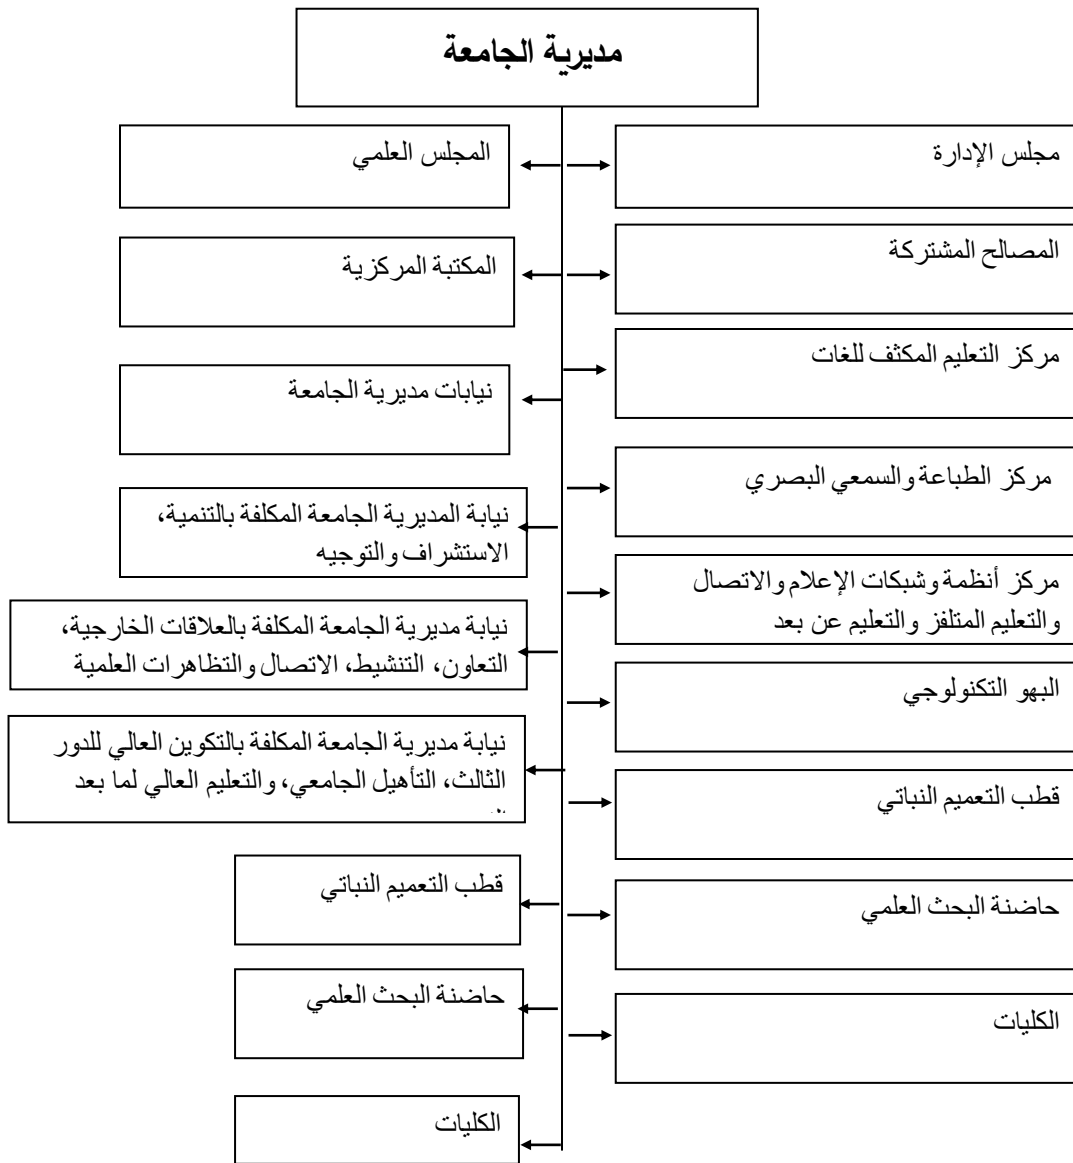 مديرية الجامعة
مجلس الإدارة
المجلس العلمي
المصالح المشتركة
المكتبة المركزية
مركز التعليم المكثف للغات
نيابات مديرية الجامعة
مركز الطباعة والسمعي البصري
نيابة المديرية الجامعة المكلفة بالتنمية،
الاستشراف والتوجيه
مركز أنظمة وشبكات الإعلام والاتصال
والتعليم المتلفز والتعليم عن بعد
نيابة مديرية الجامعة المكلفة بالعلاقات الخارجية،
التعاون، التنشيط، الاتصال والتظاهرات العلمية
البهو التكنولوجي
نيابة مديرية الجامعة المكلفة بالتكوين العالي للدور
الثالث، التأهيل الجامعي، والتعليم العالي لما بعد
قطب التعميم النباتي
قطب التعميم النباتي
حاضنة البحث العلمي
حاضنة البحث العلمي
الكليات
الكليات